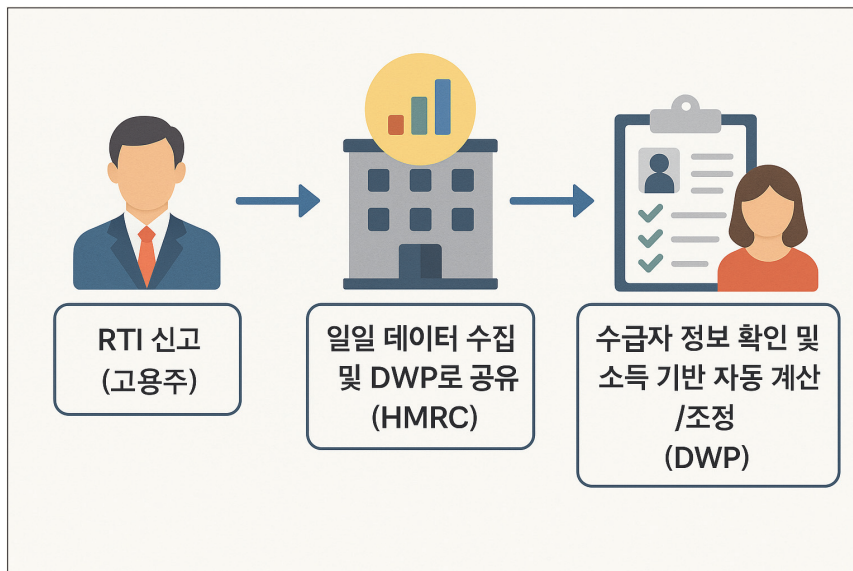 RTI 신고
(고용주)
일일 데이터 수집
및 DWP로 공유
(HMRC)
수급자 정보 확인 및
소득 기반 자동 계산
/조정
(DWP)